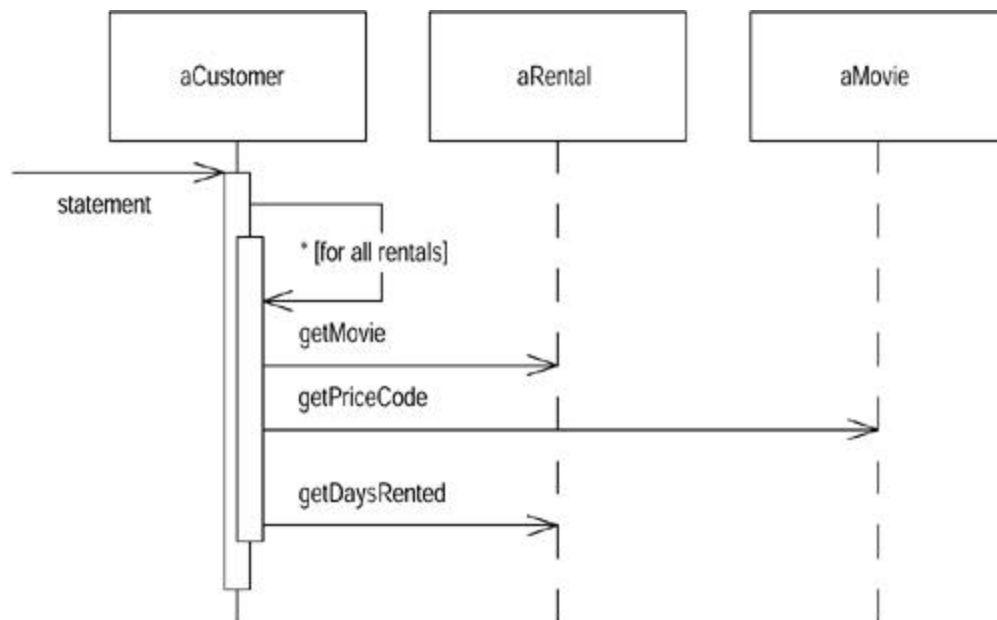 aCustomer
aRental
aMovie
statement
* [for all rentals]
getMovie
getPriceCode
getDaysRented